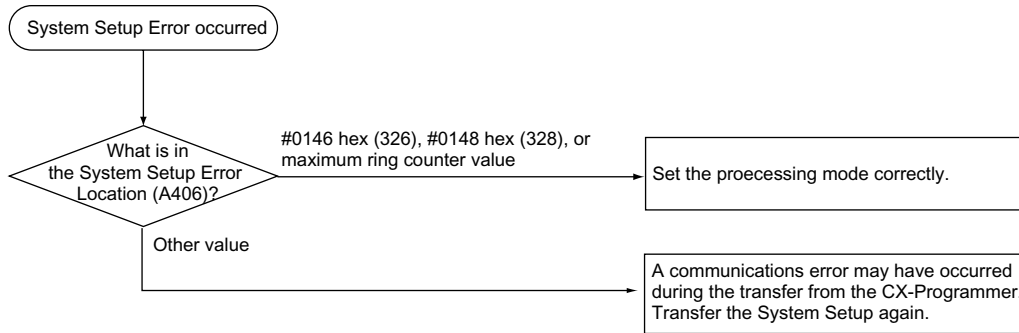 System Setup Error occurred
What is in
the System Setup Error
Location (A406)?
#0146 hex (326), #0148 hex (328), or
maximum ring counter value
Set the proecessing mode correctly.
Other value
A communications error may have occurred
during the transfer from the CX-Programmer.
Transfer the System Setup again.